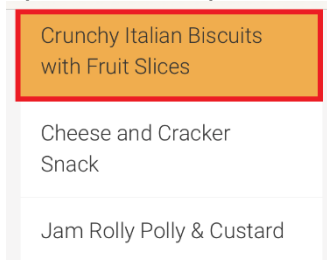 Crunchy Italian Biscuits
with Fruit Slices
Cheese and Cracker
Snack
Jam Rolly Polly & Custard